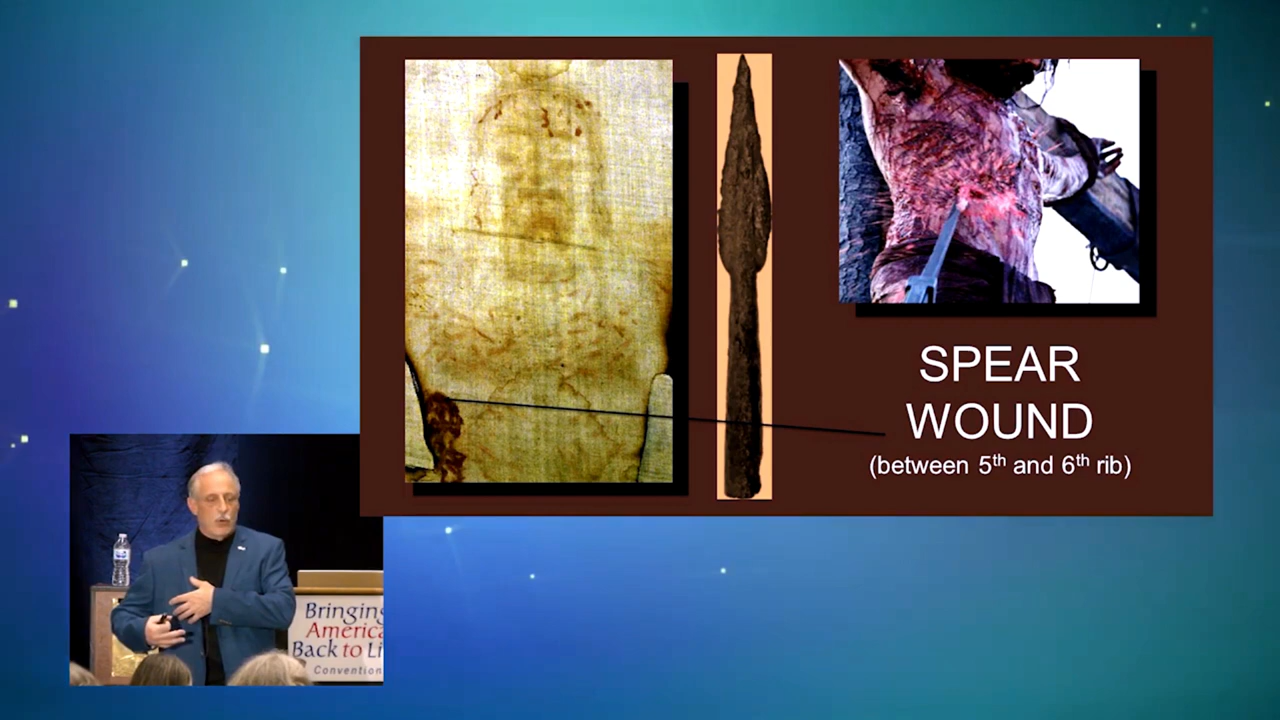 SPEAR
WOUND
(between 5th and 6th rib)
Bringing
America
Back to Li
Convention